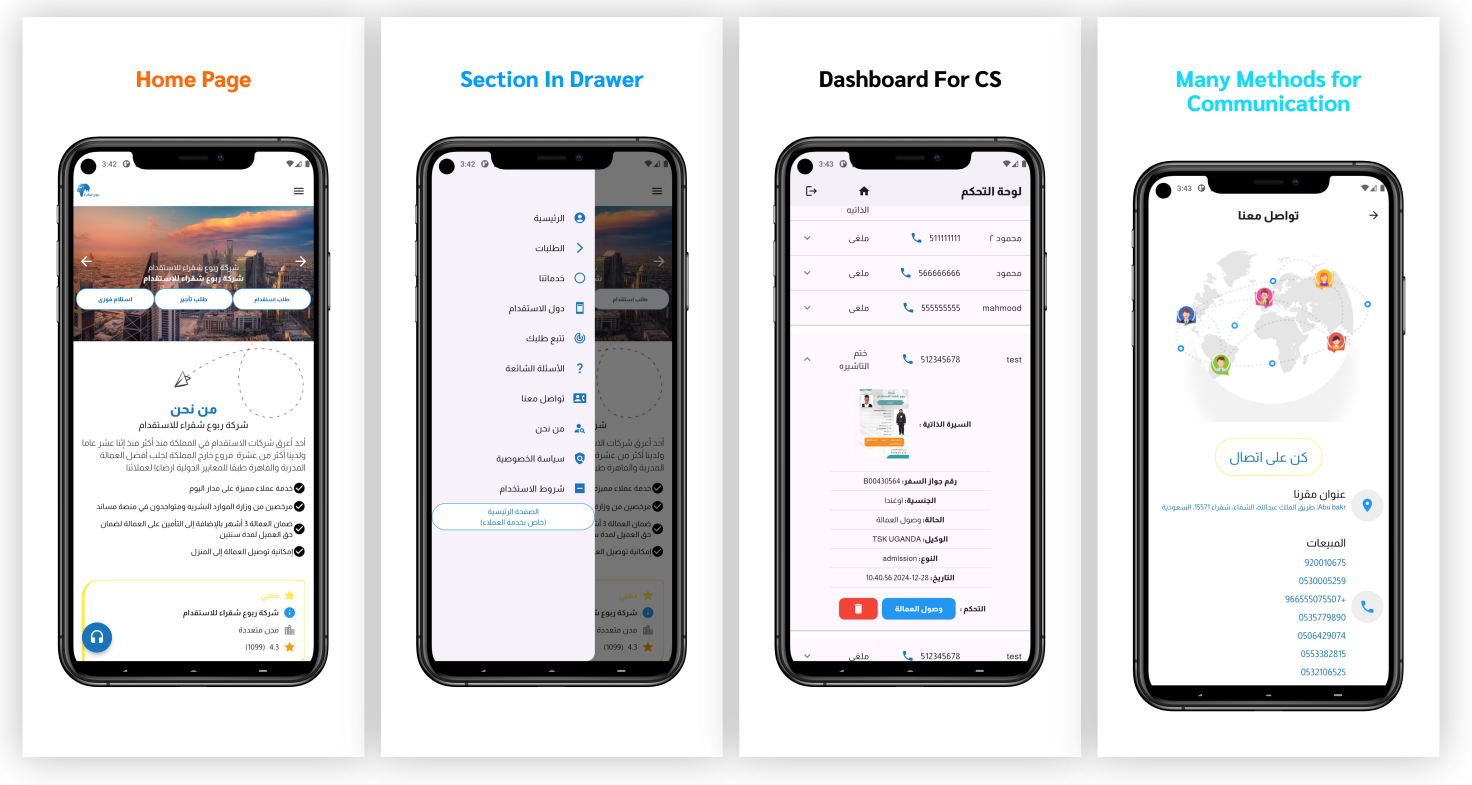 Home Page
3:42
شركة ربوع شقراء للاستقدام
شركة ربوع شقراء للاستقدام
طلب استقدام
طلب تأجير
استلام فوري
من نحن
شركة ربوع شقراء للاستقدام
أحد أعرق شركات الاستقدام في المملكة منذ أكثر منذ إثنا عشر عاما
ولدينا أكثر من عشرة فروع خارج المملكة لجلب أفضل العمالة
المدربة والماهرة طبقا للمعايير الدولية ارضاءا لعملائنا
خدمة عملاء مميزة على مدار اليوم
مرخصين من وزارة الموارد البشريه ومتواجدون في منصة مساند
ضمان العمالة 3 أشهر بالإضافة إلى التأمين على العمالة لضمان
حق العميل لمدة سنتين
إمكانية توصيل العمالة إلى المنزل
ذهبي
شركة ربوع شقراء للاستقدام
مدن متعددة
4.3 (1099)
Section In Drawer
3:42
الرئيسية
الطلبات
خدماتنا
دول الاستقدام
تتبع طلبك
الأسئلة الشائعة
تواصل معنا
من نحن
سياسة الخصوصية
شروط الاستخدام
الصفحة الرئيسية
(خاص بخدمة العملاء)
طلب استقدام
ذهبي
مدن متعددة
4.3 (1099)
Dashboard For CS
3:43
لوحة التحكم
الذاتيه
محمود ٢ 511111111 ملغى
محمود 566666666 ملغى
mahmood 555555555 ملغى
test 512345678 ختم
التاشيره
السيرة الذاتية :
رقم جواز السفر: B00430564
الجنسية: اوغندا
الحالة: وصول العمالة
الوكيل: TSK UGANDA
النوع: admission
التاريخ: 28-12-2024 10:40:56
التحكم : وصول العمالة
test 512345678 ملغى
Many Methods for
Communication
3:43
تواصل معنا
كن على اتصال
عنوان مقرنا
Abu bakr، طريق الملك عبدالله، الشفاء، شقراء 15571، السعودية
المبيعات
920010675
0530005259
966555075507+
0535779890
0506429074
0553382815
0532106525